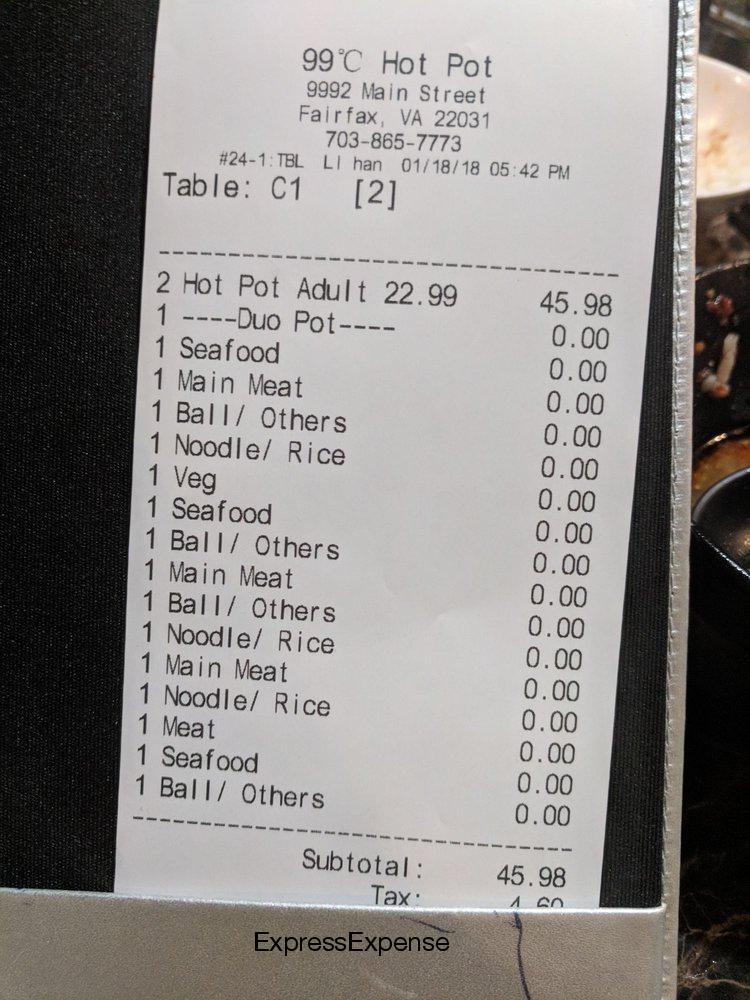 99℃ Hot Pot
9992 Main Street
Fairfax, VA 22031
703-865-7773
#24-1:TBL LI han 01/18/18 05:42 PM
Table: C1 [2]
2 Hot Pot Adult 22.99 45.98
1 ----Duo Pot---- 0.00
1 Seafood 0.00
1 Main Meat 0.00
1 Ball/ Others 0.00
1 Noodle/ Rice 0.00
1 Veg 0.00
1 Seafood 0.00
1 Ball/ Others 0.00
1 Main Meat 0.00
1 Ball/ Others 0.00
1 Noodle/ Rice 0.00
1 Main Meat 0.00
1 Noodle/ Rice 0.00
1 Meat 0.00
1 Seafood 0.00
1 Ball/ Others 0.00
Subtotal: 45.98
Tax:
ExpressExpense